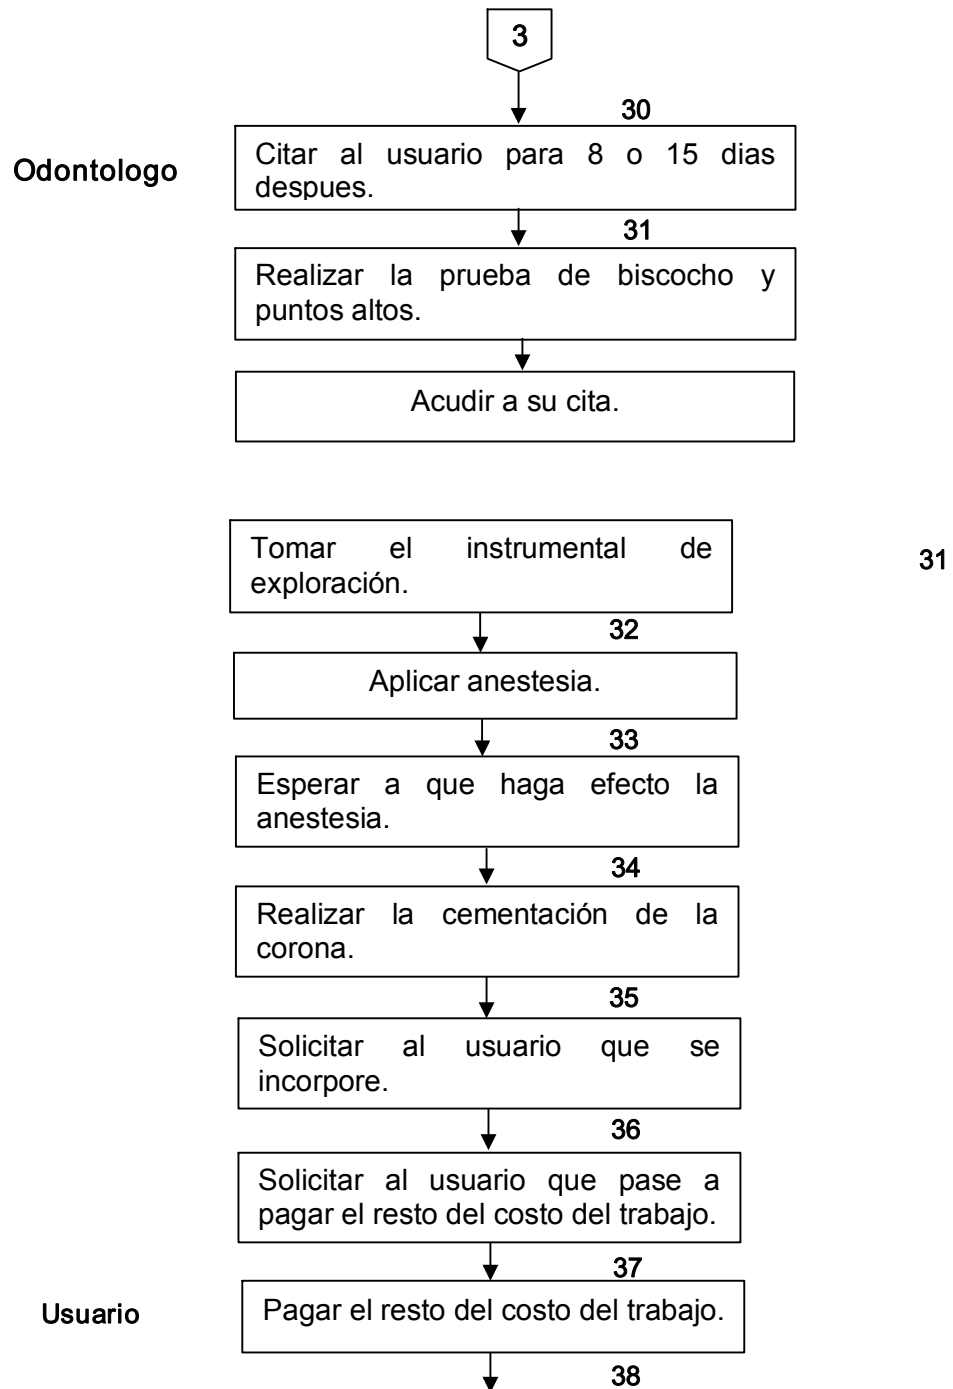 3
30
Odontologo
Citar al usuario para 8 o 15 dias
despues.
31
Realizar la prueba de biscocho y
puntos altos.
Acudir a su cita.
Tomar el instrumental de
exploración.
31
32
Aplicar anestesia.
33
Esperar a que haga efecto la
anestesia.
34
Realizar la cementación de la
corona.
35
Solicitar al usuario que se
incorpore.
36
Solicitar al usuario que pase a
pagar el resto del costo del trabajo.
37
Usuario
Pagar el resto del costo del trabajo.
38